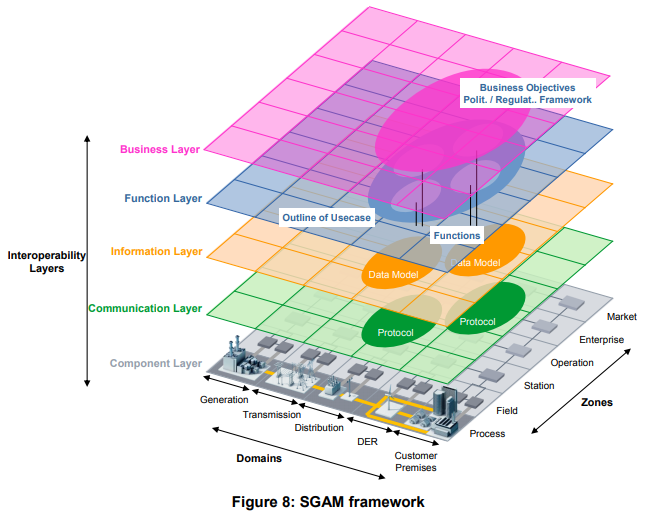 Business Objectives
Polit. / Regulat.. Framework
Business Layer
Function Layer
Outline of Usecase
Functions
Interoperability
Layers
Information Layer
Data Model
Data Model
Communication Layer
Protocol
Protocol
Component Layer
Market
Enterprise
Operation
Station
Field
Process
Zones
Generation
Transmission
Distribution
DER
Customer
Premises
Domains
Figure 8: SGAM framework